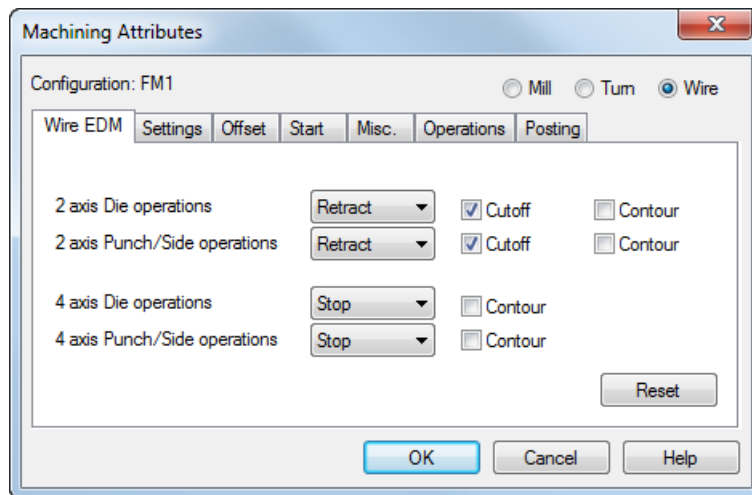 Machining Attributes
Configuration: FM1 Mill Turn Wire
Wire EDM Settings Offset Start Misc. Operations Posting
2 axis Die operations Retract Cutoff Contour
2 axis Punch/Side operations Retract Cutoff Contour
4 axis Die operations Stop Contour
4 axis Punch/Side operations Stop Contour
Reset
OK Cancel Help